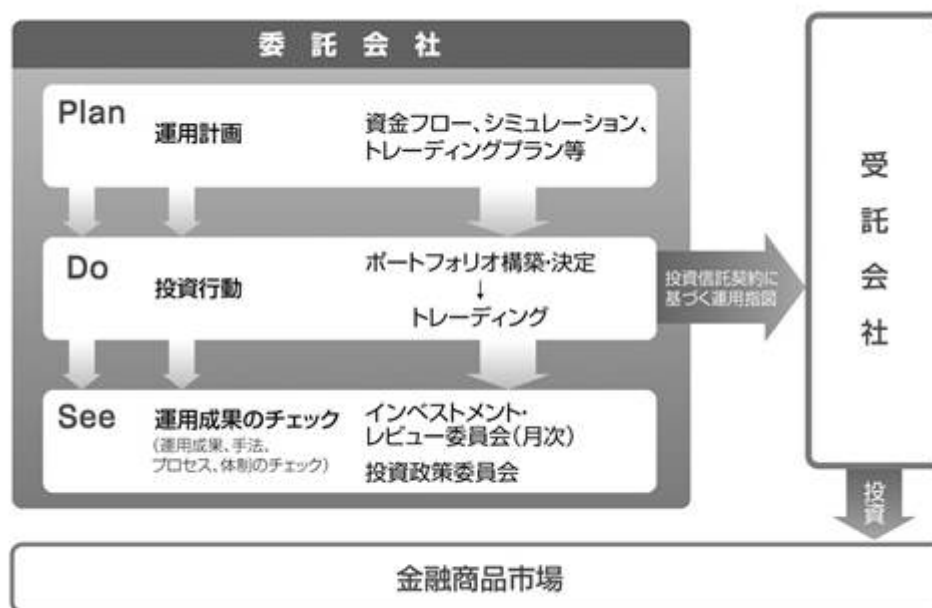 委託会社
Plan
運用計画
資金フロー、シミュレーション、
トレーディングプラン等
Do
投資行動
ポートフォリオ構築・決定
↓
トレーディング
投資信託契約に
基づく運用指図
See
運用成果のチェック
(運用成果、手法、
プロセス、体制のチェック)
インベストメント・
レビュー委員会(月次)
投資政策委員会
受託会社
投資
金融商品市場